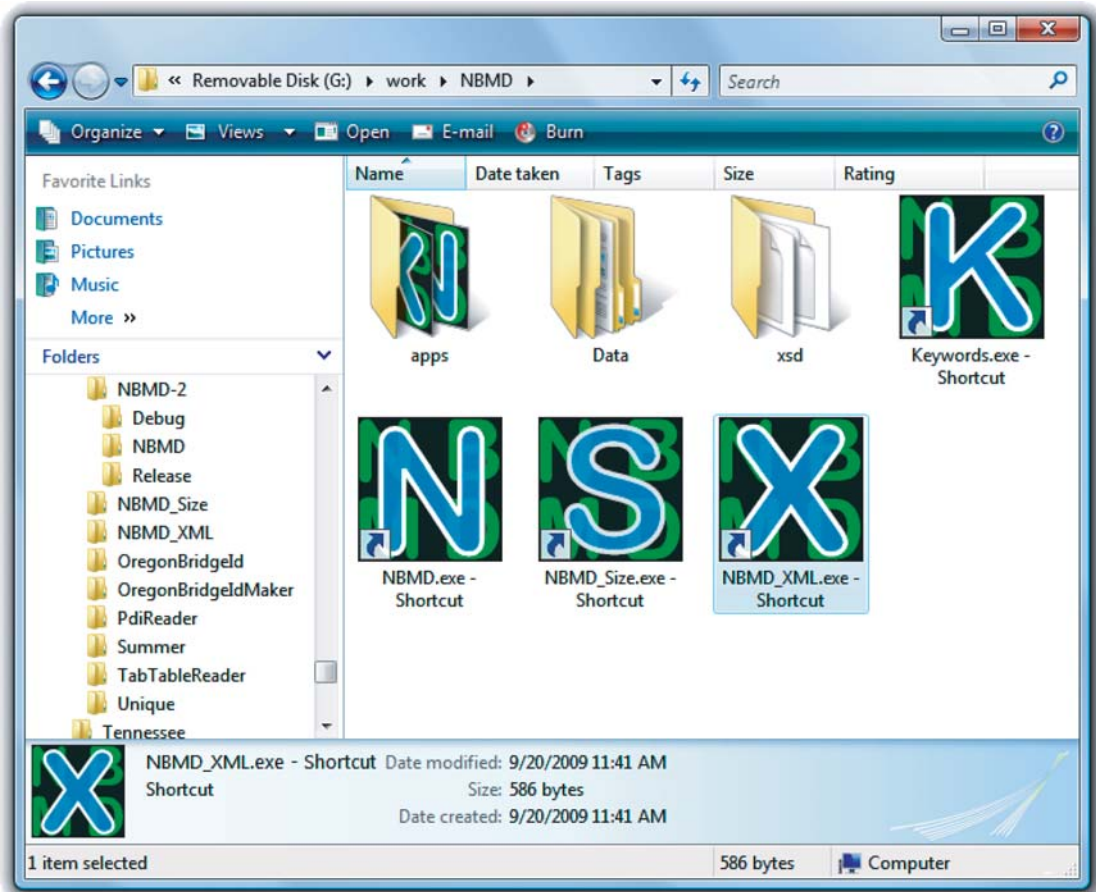 « Removable Disk (G:) ▸ work ▸ NBMD ▸
Search
Organize Views Open E-mail Burn
Favorite Links
Documents
Pictures
Music
More »
Folders
NBMD-2
Debug
NBMD
Release
NBMD_Size
NBMD_XML
OregonBridgeId
OregonBridgeIdMaker
PdiReader
Summer
TabTableReader
Unique
Tennessee
Name Date taken Tags Size Rating
apps
Data
xsd
Keywords.exe -
Shortcut
NBMD.exe -
Shortcut
NBMD_Size.exe -
Shortcut
NBMD_XML.exe -
Shortcut
K
N
S
X
NBMD_XML.exe - Shortcut Date modified: 9/20/2009 11:41 AM
Shortcut Size: 586 bytes
Date created: 9/20/2009 11:41 AM
1 item selected 586 bytes Computer